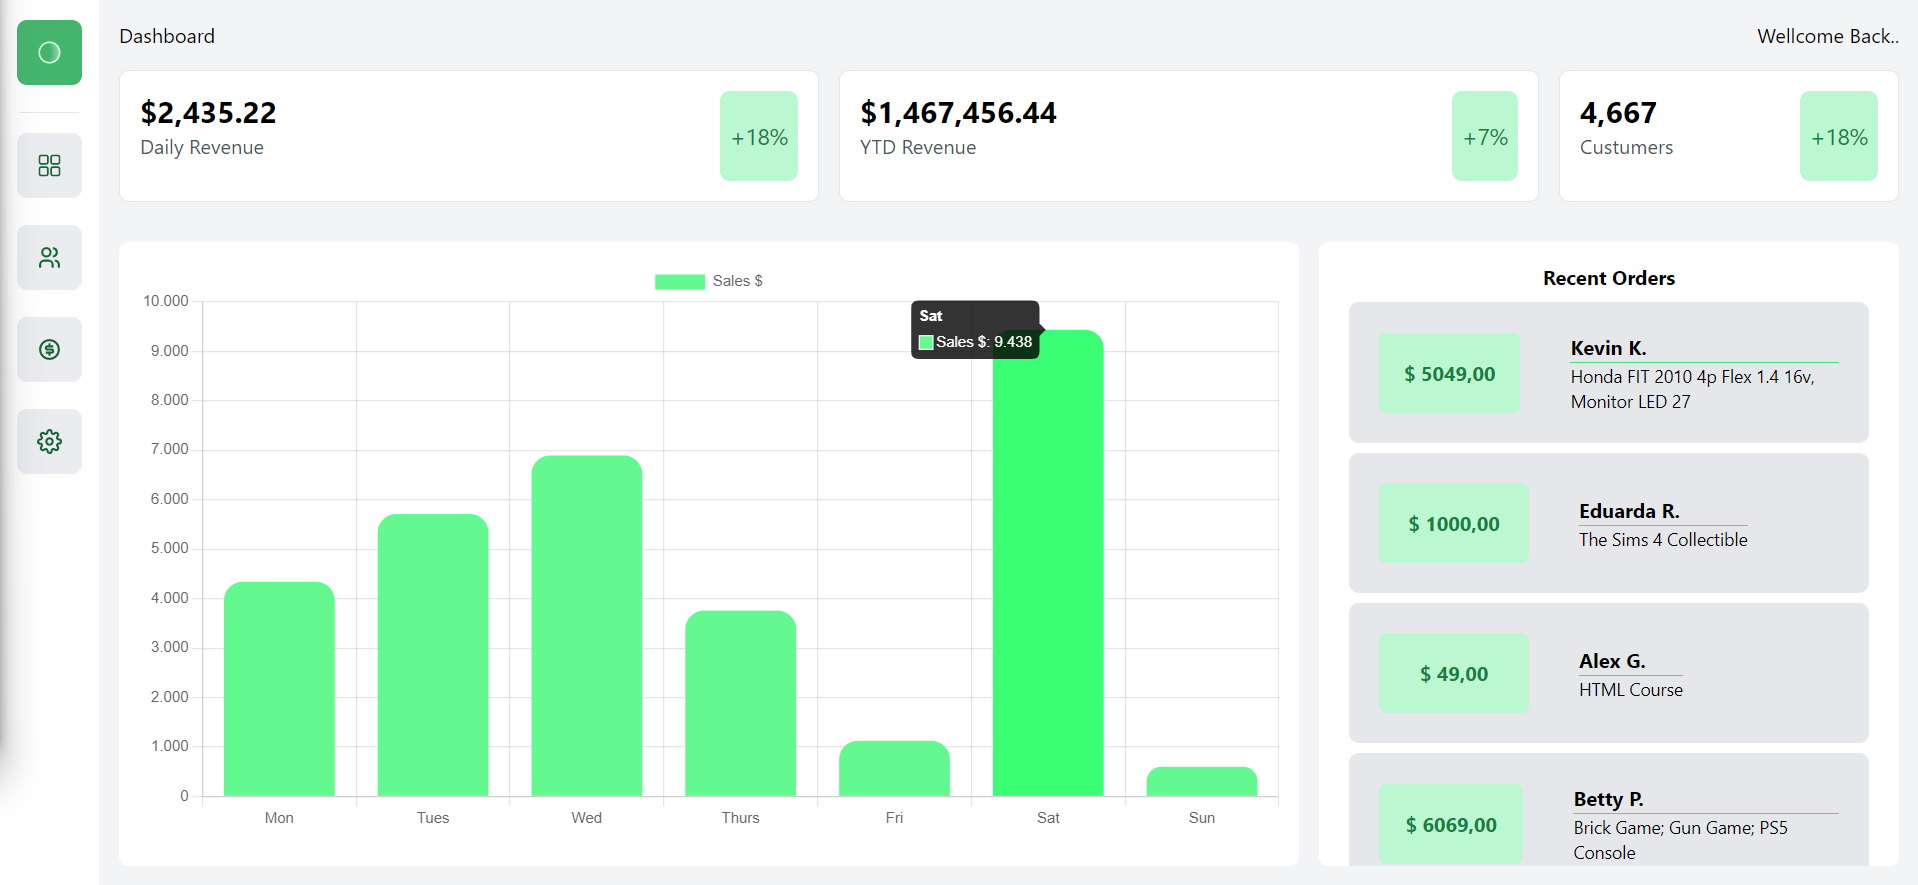 Dashboard
Wellcome Back..
$2,435.22
Daily Revenue
+18%
$1,467,456.44
YTD Revenue
+7%
4,667
Custumers
+18%
Sales $
10.000
9.000
8.000
7.000
6.000
5.000
4.000
3.000
2.000
1.000
0
Sat
Sales $: 9.438
Mon
Tues
Wed
Thurs
Fri
Sat
Sun
Recent Orders
$ 5049,00
Kevin K.
Honda FIT 2010 4p Flex 1.4 16v,
Monitor LED 27
$ 1000,00
Eduarda R.
The Sims 4 Collectible
$ 49,00
Alex G.
HTML Course
$ 6069,00
Betty P.
Brick Game; Gun Game; PS5
Console